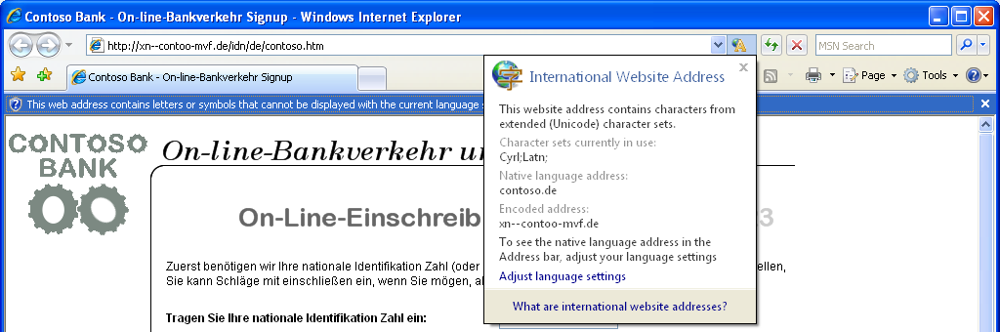 Contoso Bank - On-line-Bankverkehr Signup - Windows Internet Explorer
http://xn--contoo-mvf.de/idn/de/contoso.htm
MSN Search
Contoso Bank - On-line-Bankverkehr Signup
Page
Tools
This web address contains letters or symbols that cannot be displayed with the current language
International Website Address
This website address contains characters from
extended (Unicode) character sets.
Character sets currently in use:
Cyrl;Latn;
Native language address:
contoso.de
Encoded address:
xn--contoo-mvf.de
To see the native language address in the
Address bar, adjust your language settings
Adjust language settings
What are international website addresses?
CONTOSO
BANK
On-line-Bankverkehr
On-Line-Einschreib 3
Zuerst benötigen wir Ihre nationale Identifikation Zahl (oder
Sie kann Schläge mit einschließen ein, wenn Sie mögen,
Tragen Sie Ihre nationale Identifikation Zahl ein: